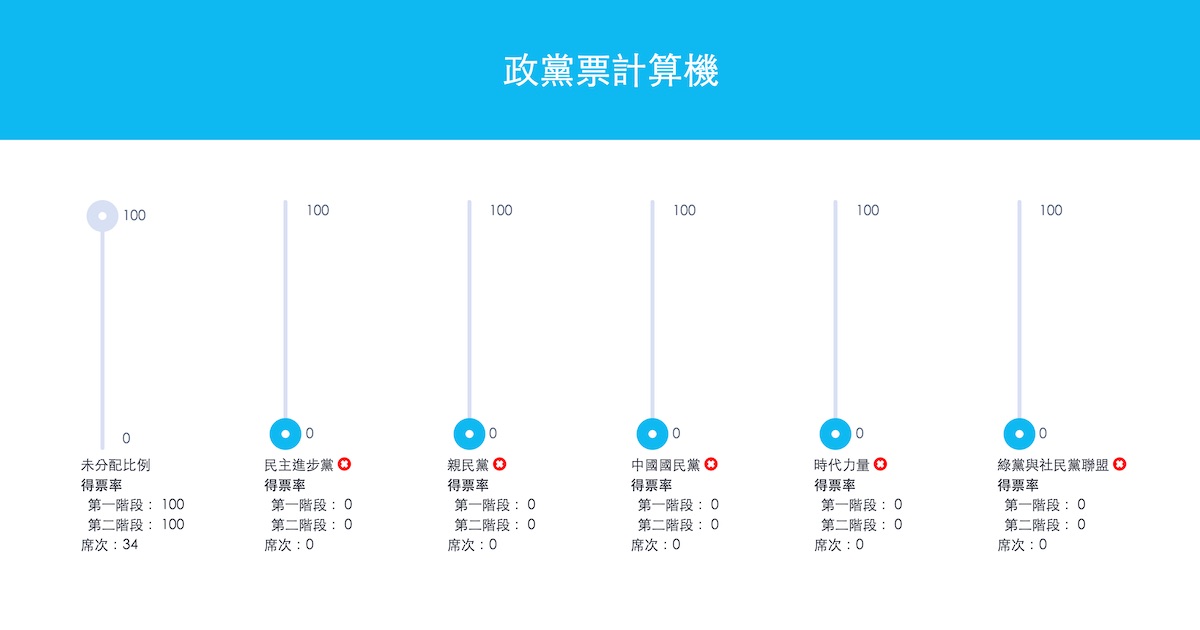 政黨票計算機
100
100
100
100
100
100
0
0
0
0
0
0
未分配比例
得票率
第一階段： 100
第二階段： 100
席次：34
民主進步黨
得票率
第一階段： 0
第二階段： 0
席次：0
親民黨
得票率
第一階段： 0
第二階段： 0
席次：0
中國國民黨
得票率
第一階段： 0
第二階段： 0
席次：0
時代力量
得票率
第一階段： 0
第二階段： 0
席次：0
綠黨與社民黨聯盟
得票率
第一階段： 0
第二階段： 0
席次：0